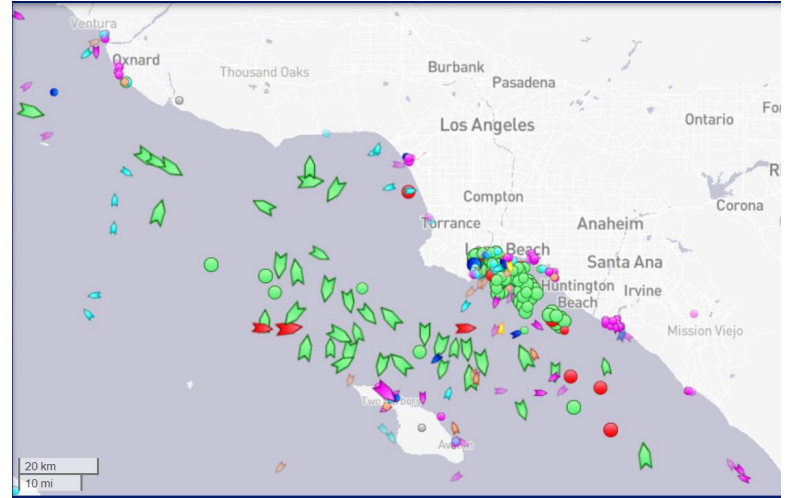 Ventura
Oxnard
Thousand Oaks
Burbank
Pasadena
Los Angeles
Ontario
Compton
Corona
Torrance
Anaheim
Beach
Santa Ana
Huntington
Beach
Irvine
Mission Viejo
Two
20 km
10 mi